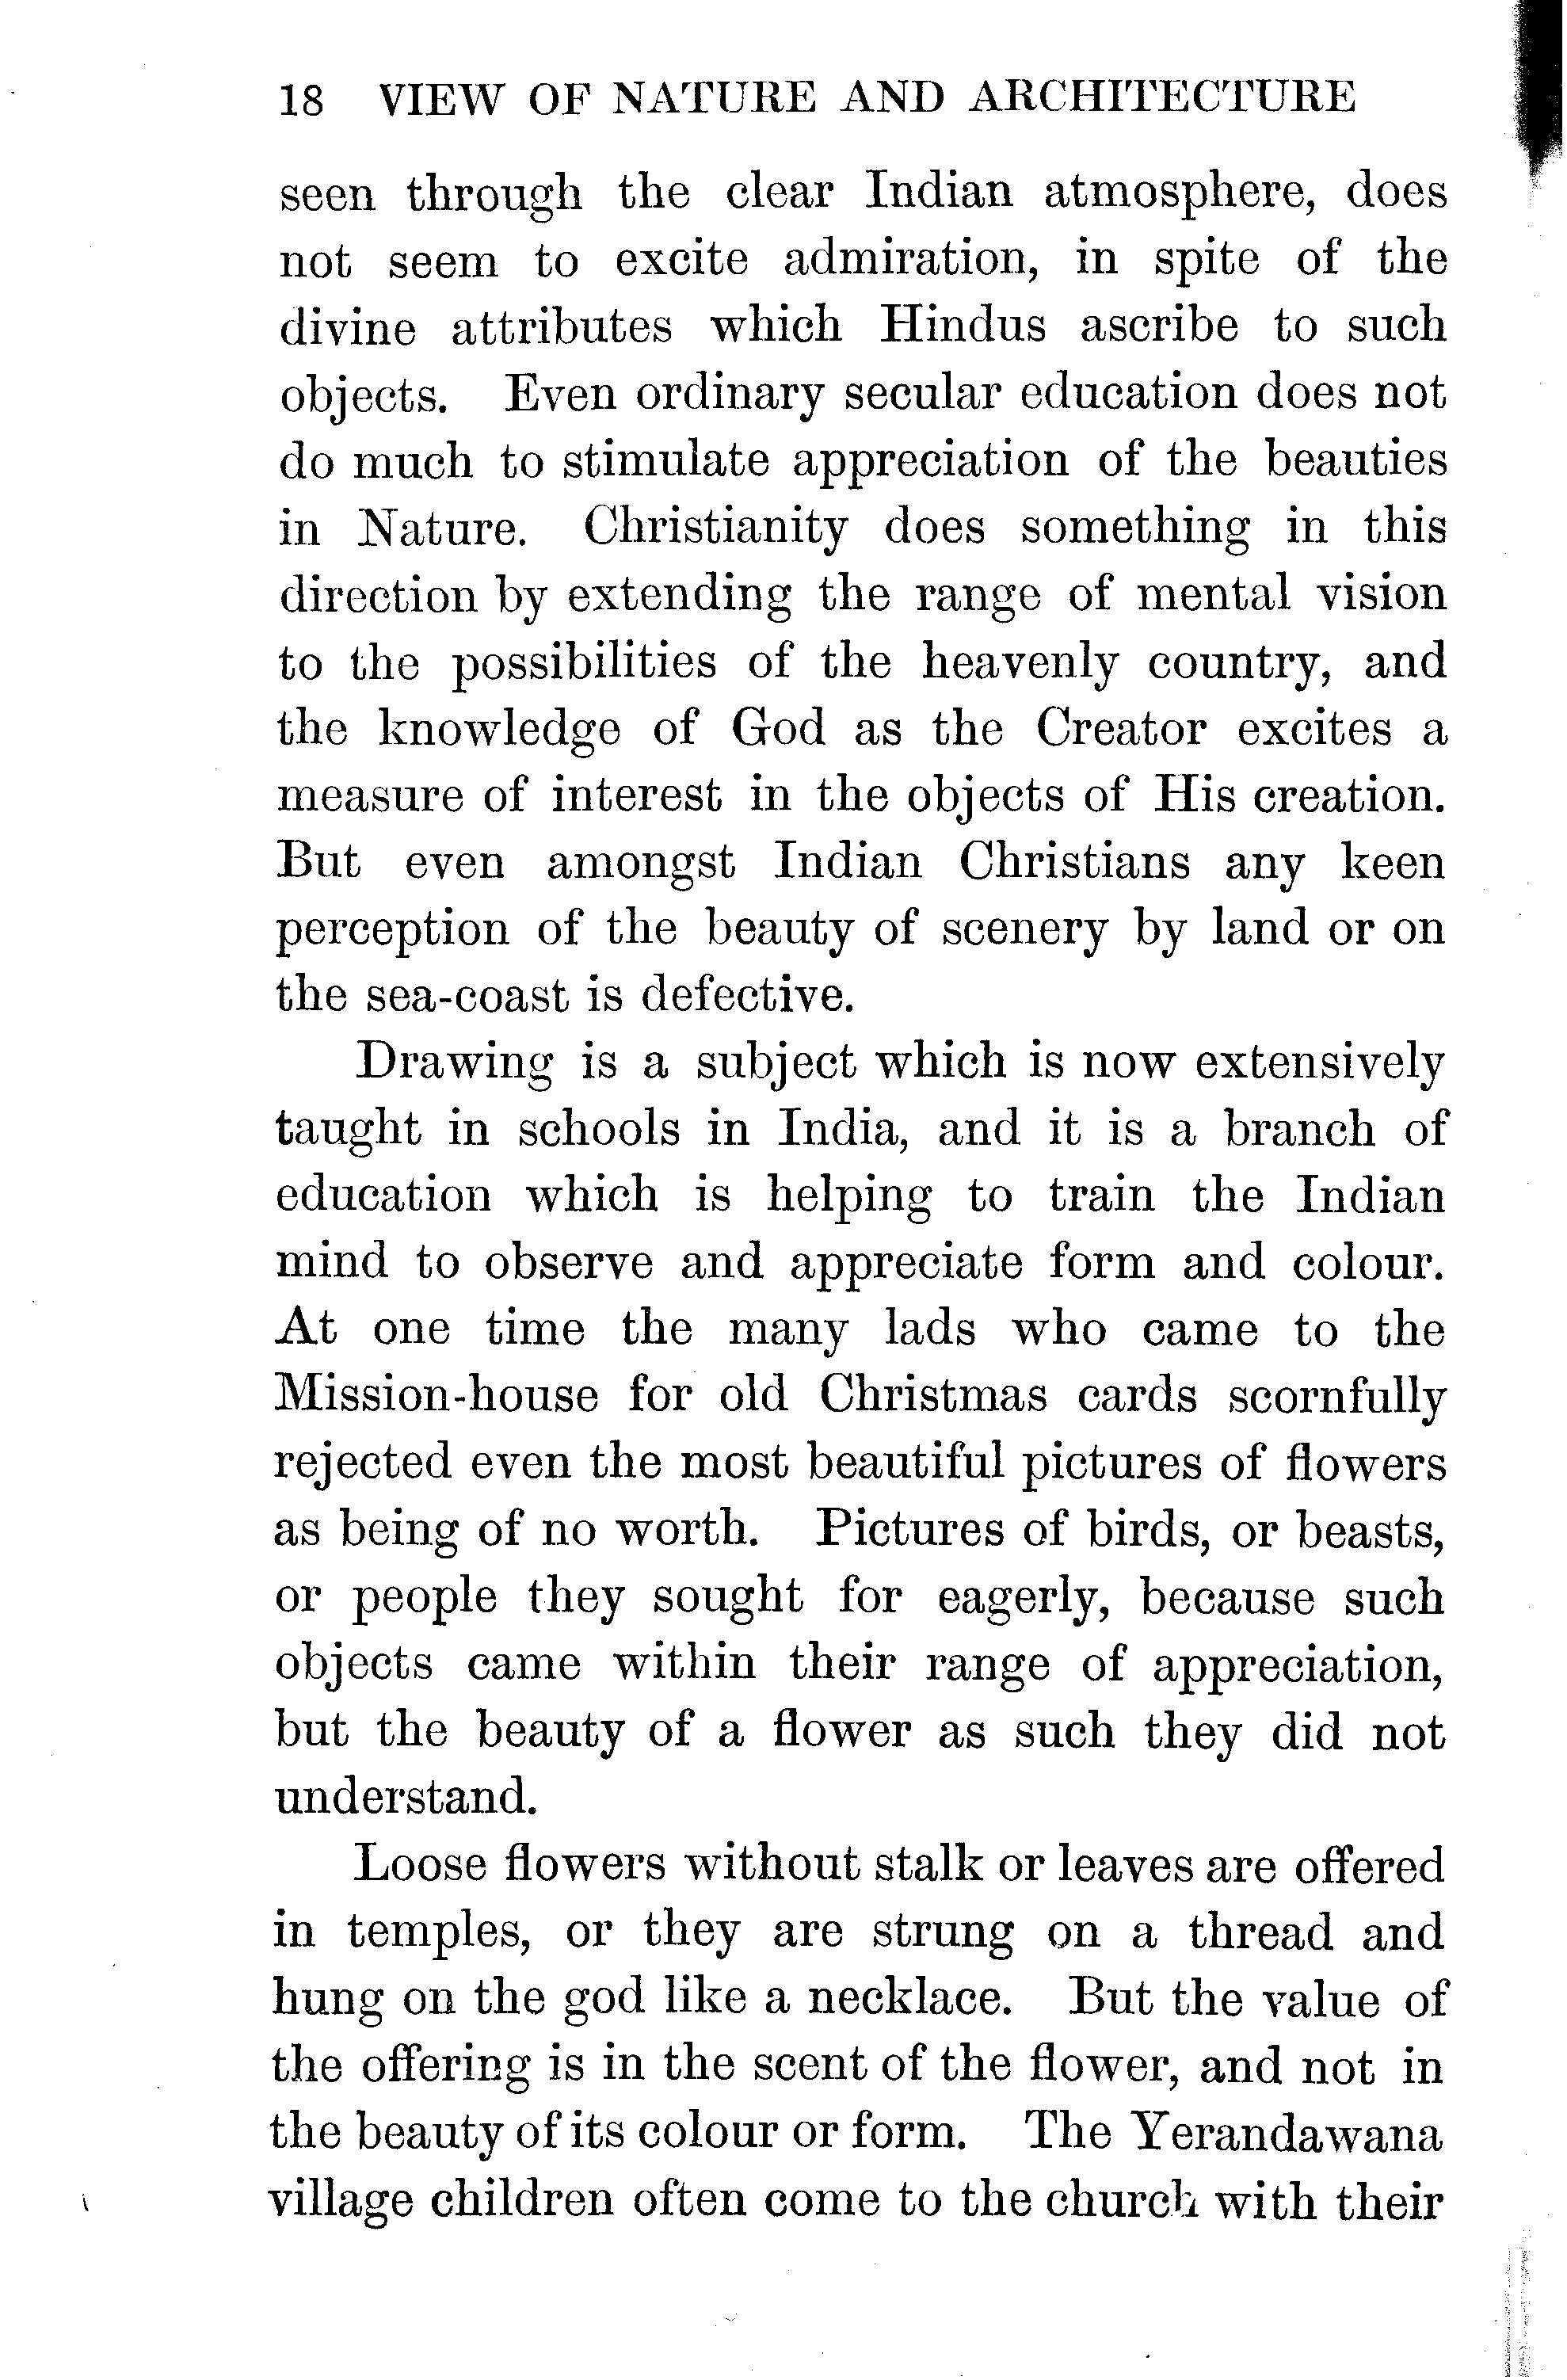 18 VIEW OF NATURE AND ARCHITECTURE
seen through the clear Indian atmosphere, does
not seem to excite admiration, in spite of the
divine attributes which Hindus ascribe to such
objects. Even ordinary secular education does not
do much to stimulate appreciation of the beauties
in Nature. Christianity does something in this
direction by extending the range of mental vision
to the possibilities of the heavenly country, and
the knowledge of God as the Creator excites a
measure of interest in the objects of His creation.
But even amongst Indian Christians any keen
perception of the beauty of scenery by land or on
the sea-coast is defective.
Drawing is a subject which is now extensively
taught in schools in India, and it is a branch of
education which is helping to train the Indian
mind to observe and appreciate form and colour.
At one time the many lads who came to the
Mission-house for old Christmas cards scornfully
rejected even the most beautiful pictures of flowers
as being of no worth. Pictures of birds, or beasts,
or people they sought for eagerly, because such
objects came within their range of appreciation,
but the beauty of a flower as such they did not
understand.
Loose flowers without stalk or leaves are offered
in temples, or they are strung on a thread and
hung on the god like a necklace. But the value of
the offering is in the scent of the flower, and not in
the beauty of its colour or form. The Yerandawana
village children often come to the church with their